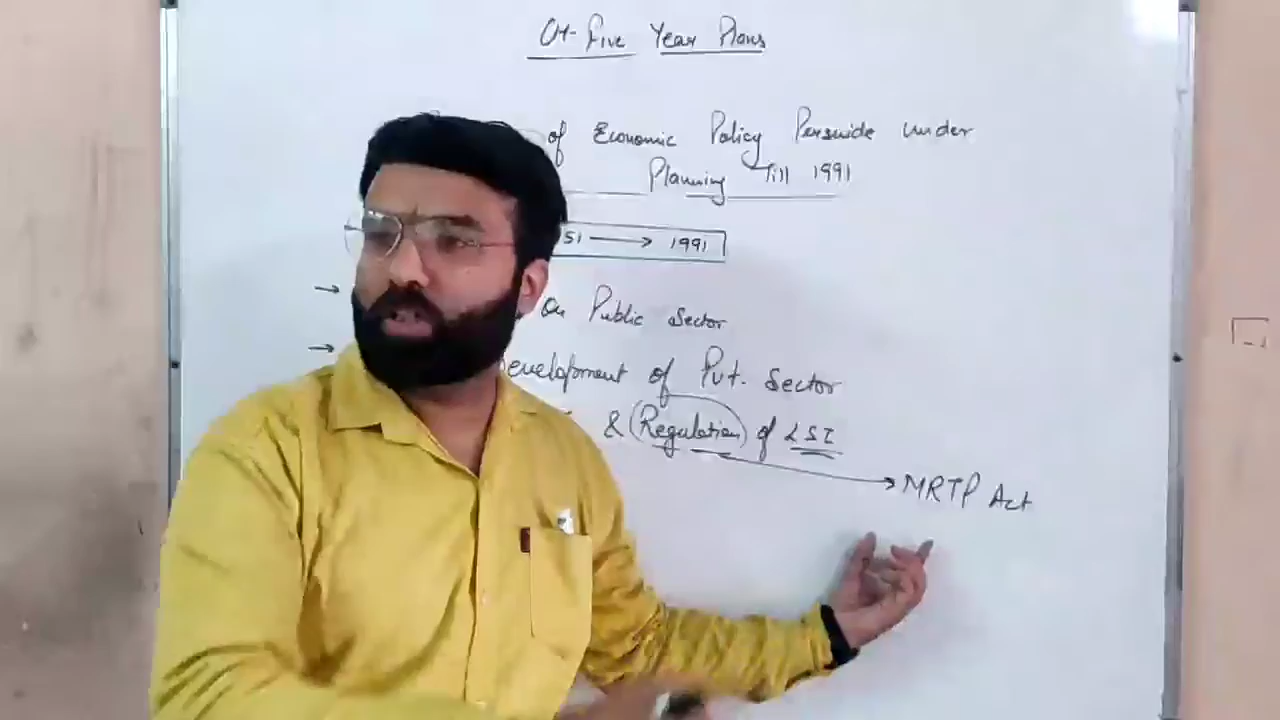 CH- Five Year Plans
of Economic Policy Persuide under
Planning Till 1991
51 → 1991
→ On Public Sector
→ Development of Pvt. Sector
& (Regulation) of LSI
→ MRTP Act